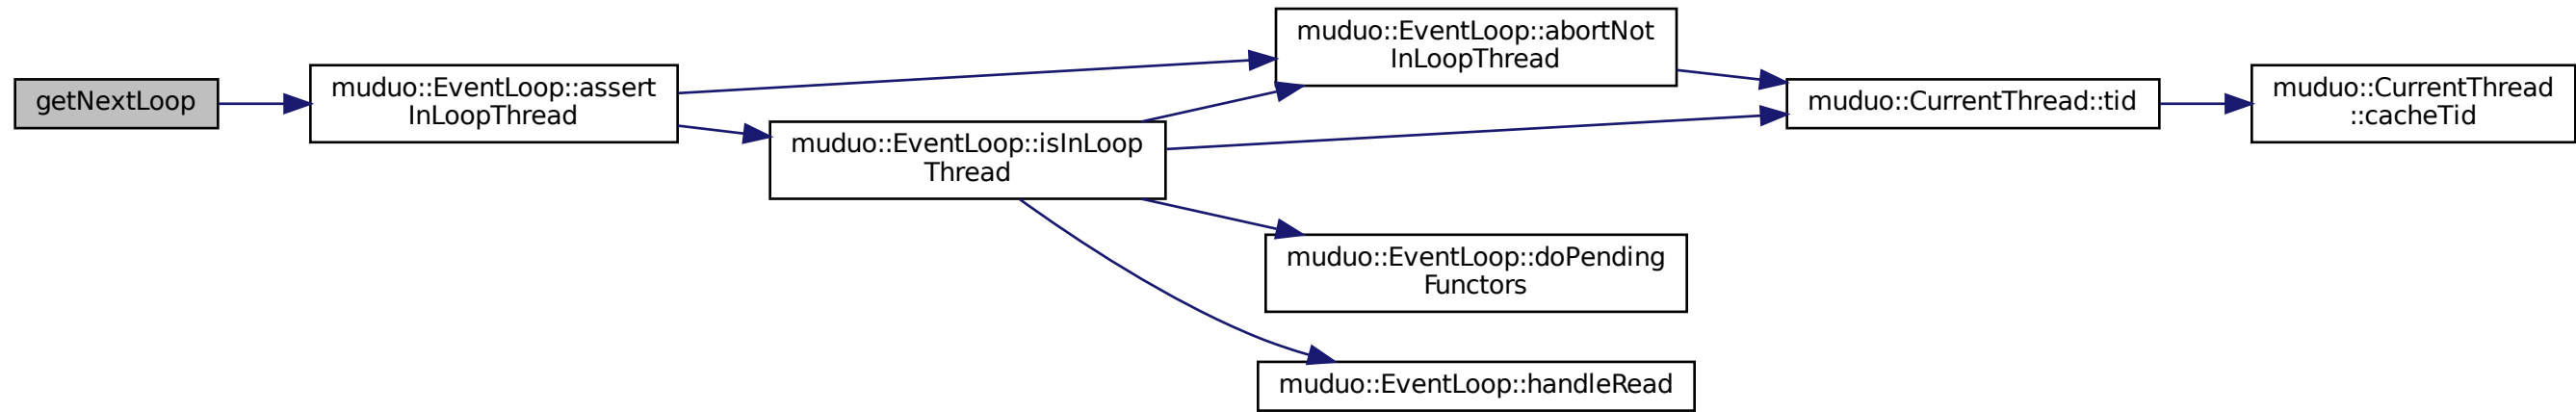 getNextLoop
muduo::EventLoop::assert
InLoopThread
muduo::EventLoop::isInLoop
Thread
muduo::EventLoop::abortNot
InLoopThread
muduo::EventLoop::doPending
Functors
muduo::EventLoop::handleRead
muduo::CurrentThread::tid
muduo::CurrentThread
::cacheTid